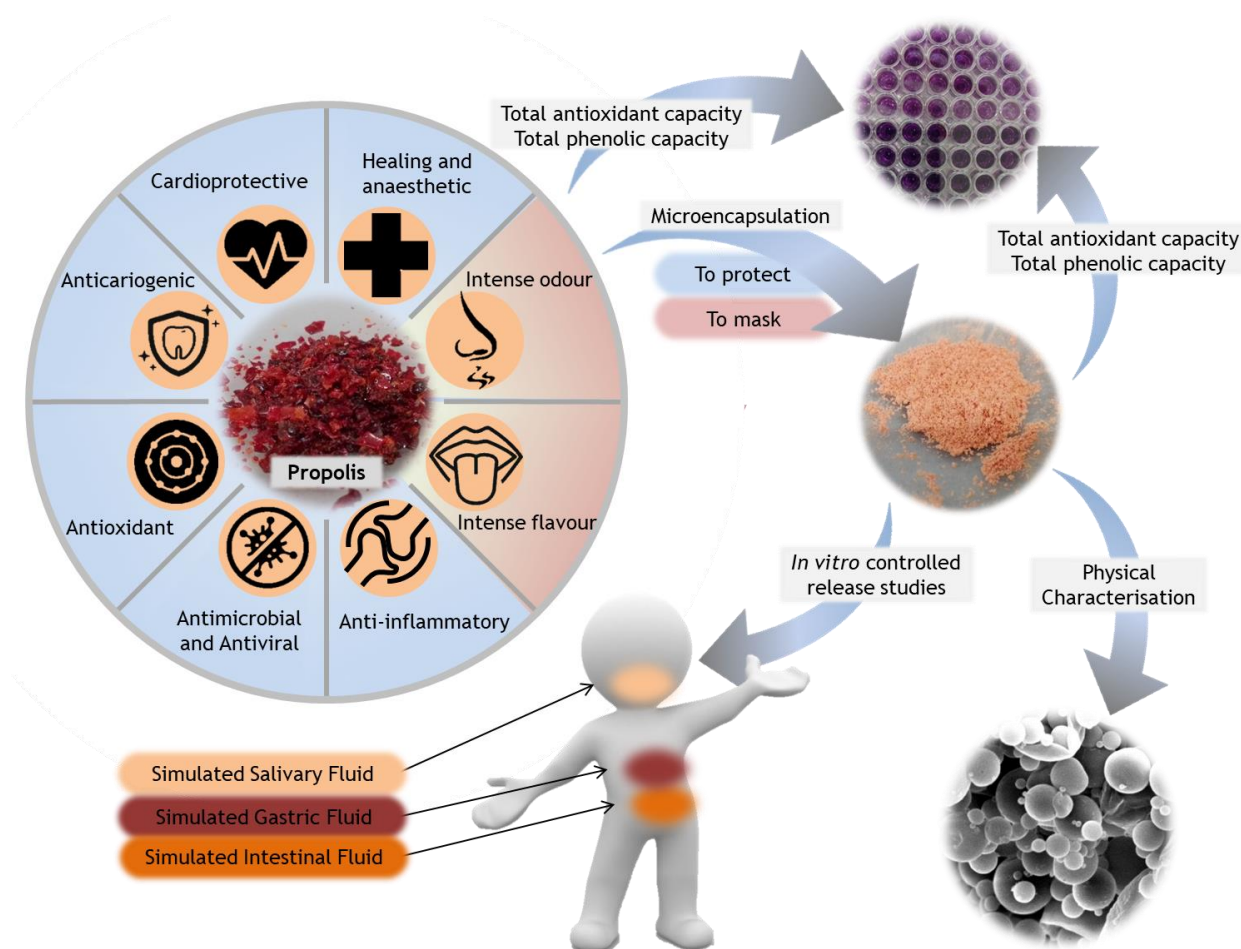 Total antioxidant capacity
Total phenolic capacity
Healing and
anaesthetic
Cardioprotective
Microencapsulation
Total antioxidant capacity
Total phenolic capacity
Anticariogenic
Intense odour
To protect
To mask
Propolis
Antioxidant
Intense flavour
In vitro controlled
release studies
Physical
Characterisation
Antimicrobial
and Antiviral
Anti-inflammatory
Simulated Salivary Fluid
Simulated Gastric Fluid
Simulated Intestinal Fluid